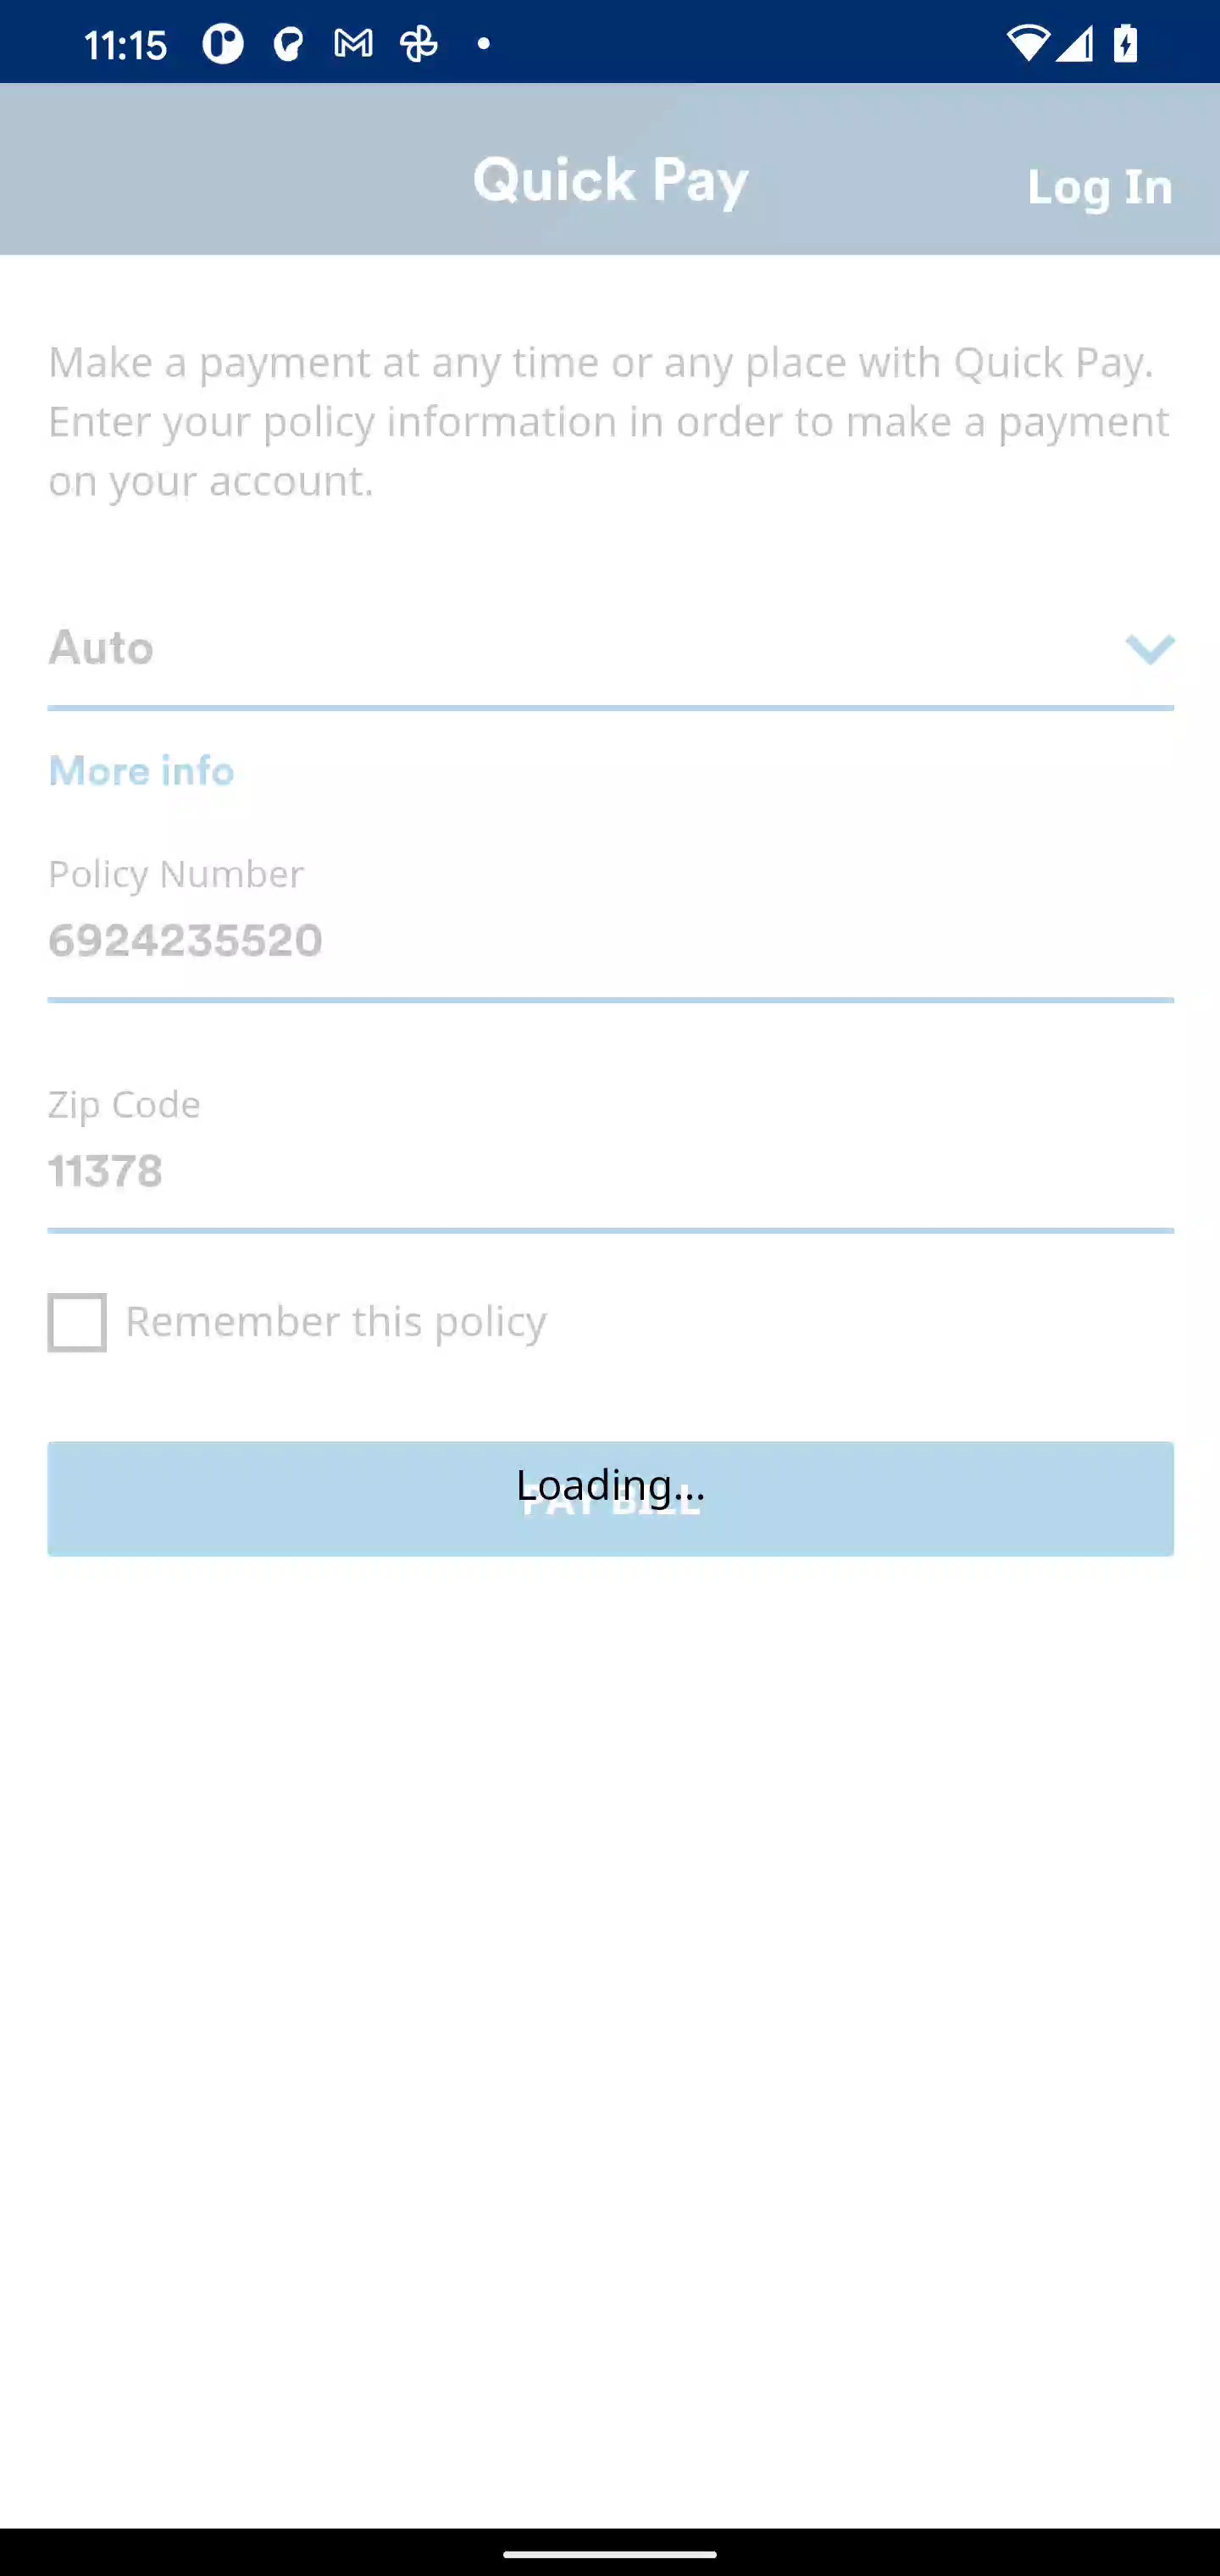 11:15
Quick Pay
Log In
Make a payment at any time or any place with Quick Pay.
Enter your policy information in order to make a payment
on your account.
Auto
More info
Policy Number
6924235520
Zip Code
11378
Remember this policy
Loading...
PAY BILL